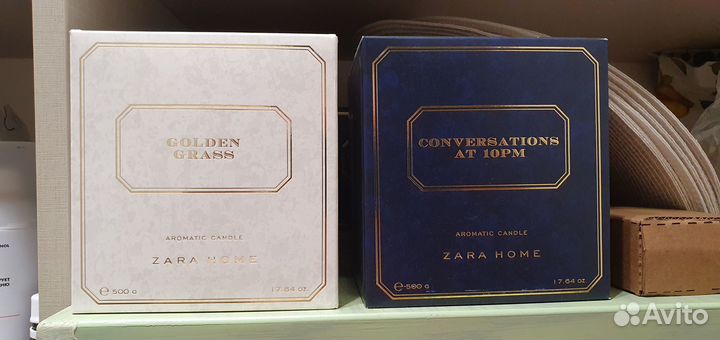 GOLDEN
GRASS
AROMATIC CANDLE
ZARA HOME
℮ 500 G
17.64 OZ.
CONVERSATIONS
AT 10PM
AROMATIC CANDLE
ZARA HOME
℮ 500 G
17.64 OZ.
Avito